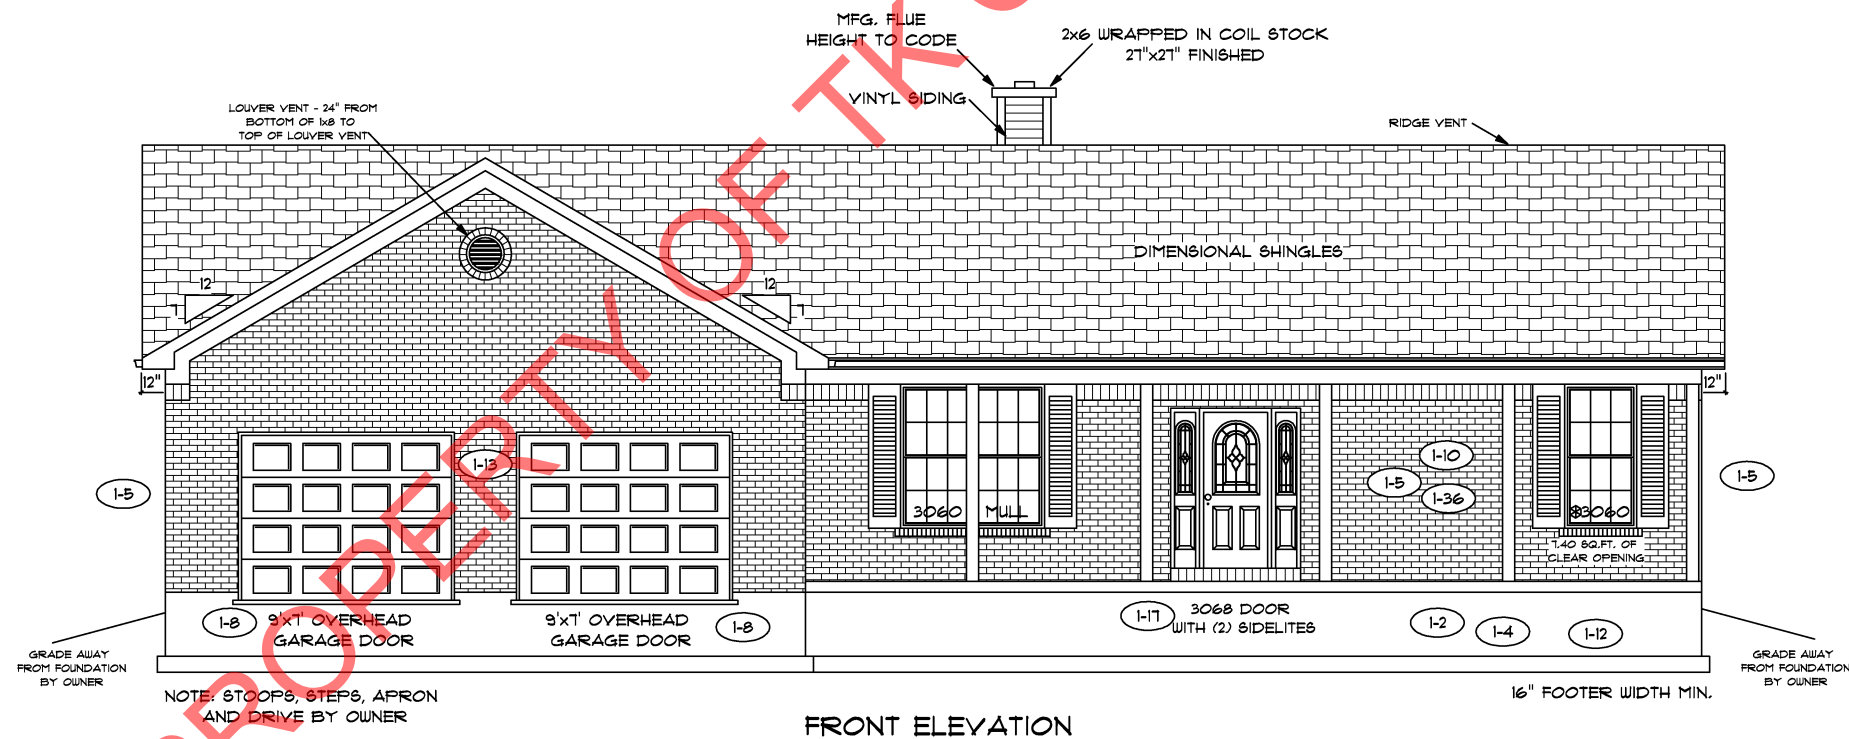 MFG. FLUE
HEIGHT TO CODE
2x6 WRAPPED IN COIL STOCK
27"x27" FINISHED
VINYL SIDING
LOUVER VENT - 24" FROM
BOTTOM OF 1x8 TO
TOP OF LOUVER VENT
RIDGE VENT
DIMENSIONAL SHINGLES
12
7
12
7
12"
12"
1-13
1-10
1-5
1-5
1-5
1-36
3060 MULL
3060
7.40 SQ.FT. OF
CLEAR OPENING
1-8
9'x7' OVERHEAD
GARAGE DOOR
9'x7' OVERHEAD
GARAGE DOOR
1-8
1-17
3068 DOOR
WITH (2) SIDELITES
1-2
1-4
1-12
GRADE AWAY
FROM FOUNDATION
BY OWNER
GRADE AWAY
FROM FOUNDATION
BY OWNER
NOTE: STOOPS, STEPS, APRON
AND DRIVE BY OWNER
16" FOOTER WIDTH MIN.
FRONT ELEVATION
PROPERTY OF TK